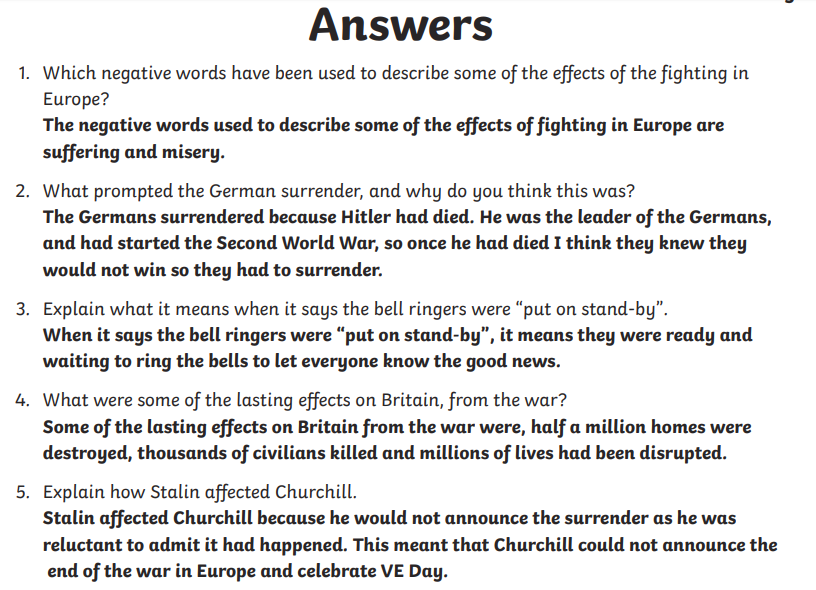 Answers
1. Which negative words have been used to describe some of the effects of the fighting in
Europe?
The negative words used to describe some of the effects of fighting in Europe are
suffering and misery.
2. What prompted the German surrender, and why do you think this was?
The Germans surrendered because Hitler had died. He was the leader of the Germans,
and had started the Second World War, so once he had died I think they knew they
would not win so they had to surrender.
3. Explain what it means when it says the bell ringers were “put on stand-by”.
When it says the bell ringers were “put on stand-by”, it means they were ready and
waiting to ring the bells to let everyone know the good news.
4. What were some of the lasting effects on Britain, from the war?
Some of the lasting effects on Britain from the war were, half a million homes were
destroyed, thousands of civilians killed and millions of lives had been disrupted.
5. Explain how Stalin affected Churchill.
Stalin affected Churchill because he would not announce the surrender as he was
reluctant to admit it had happened. This meant that Churchill could not announce the
end of the war in Europe and celebrate VE Day.